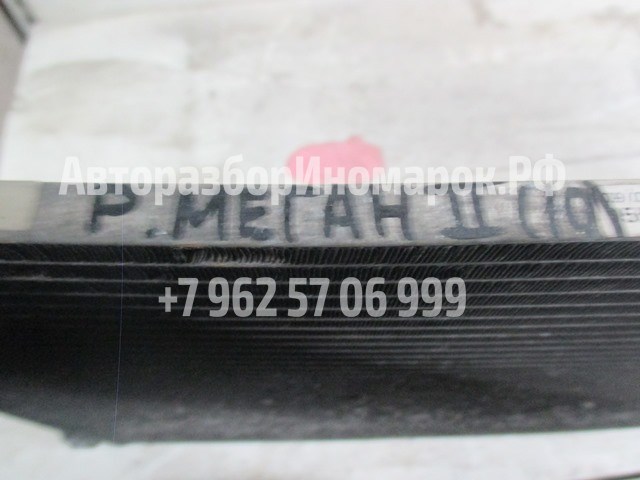 АвторазборИномарок.РФ
Р. МЕГАН II (10)
+7 962 57 06 999